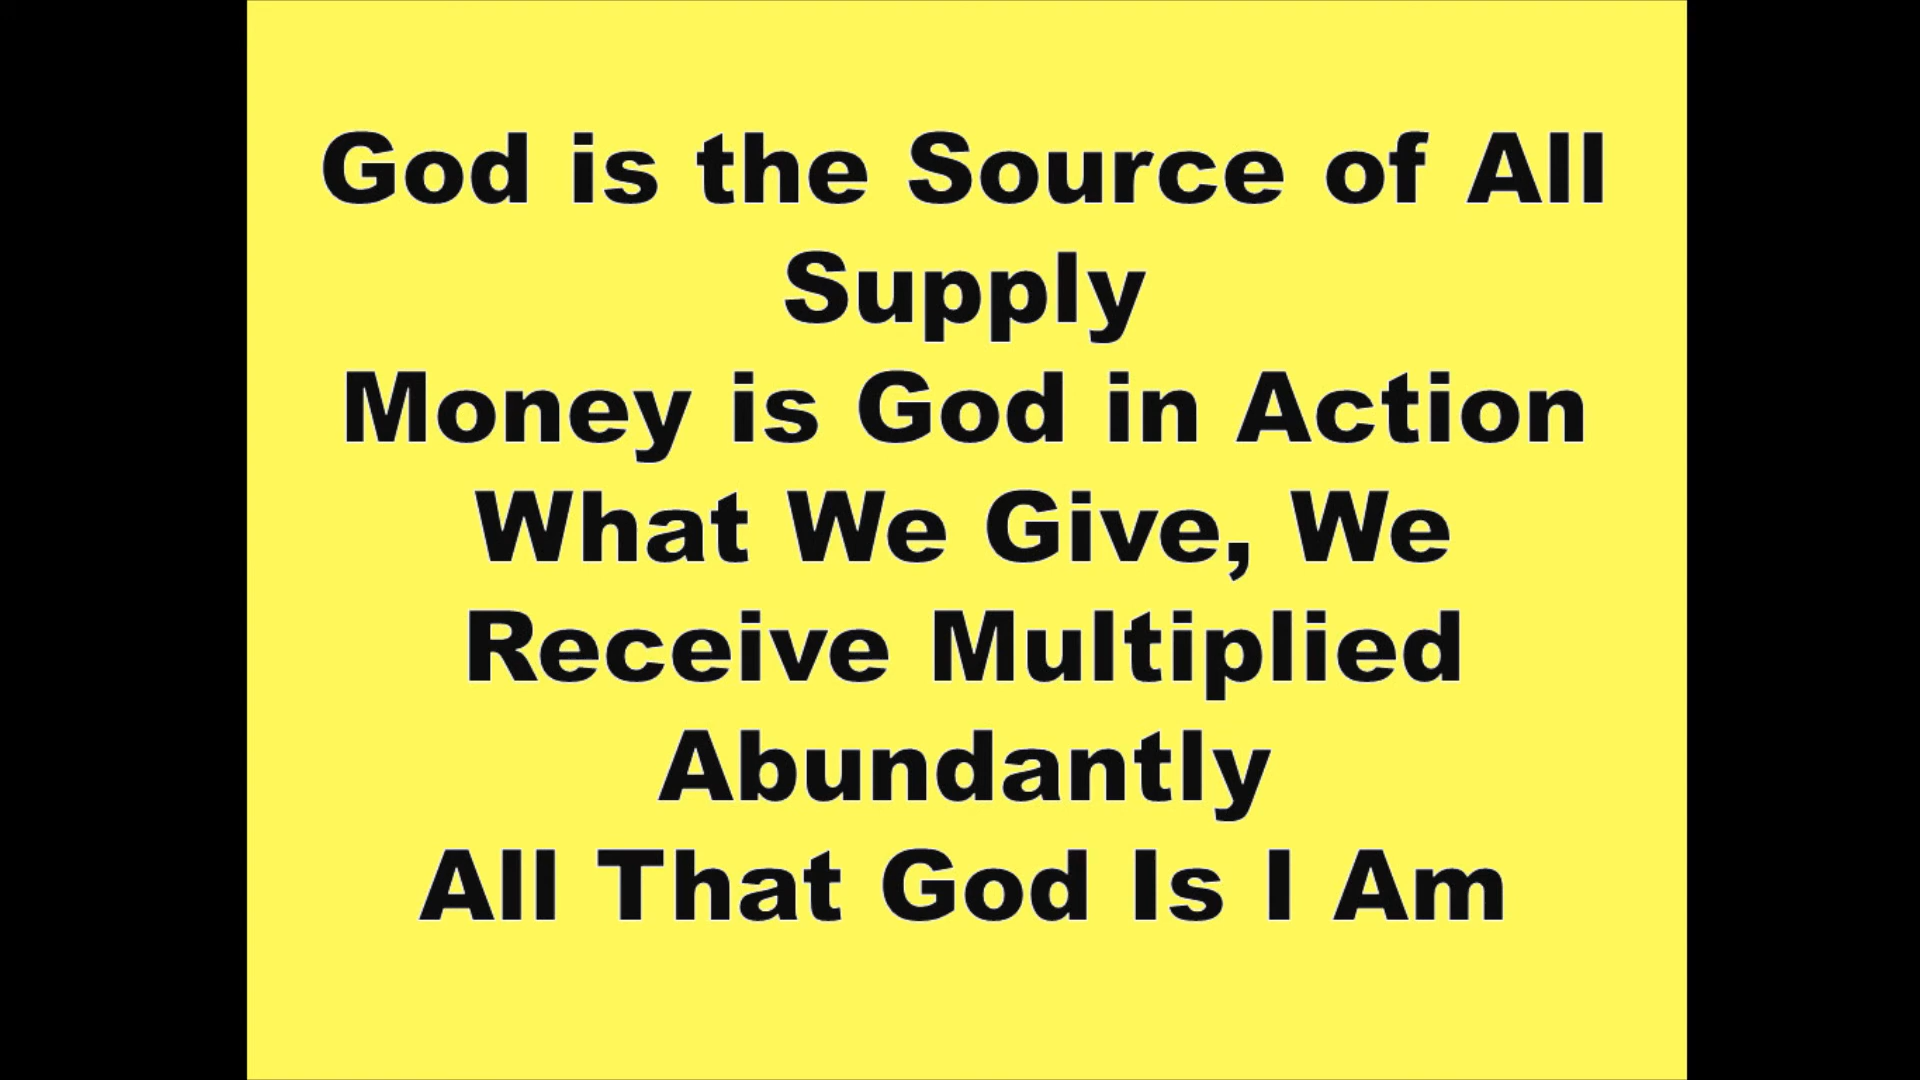 God is the Source of All
Supply
Money is God in Action
What We Give, We
Receive Multiplied
Abundantly
All That God Is I Am